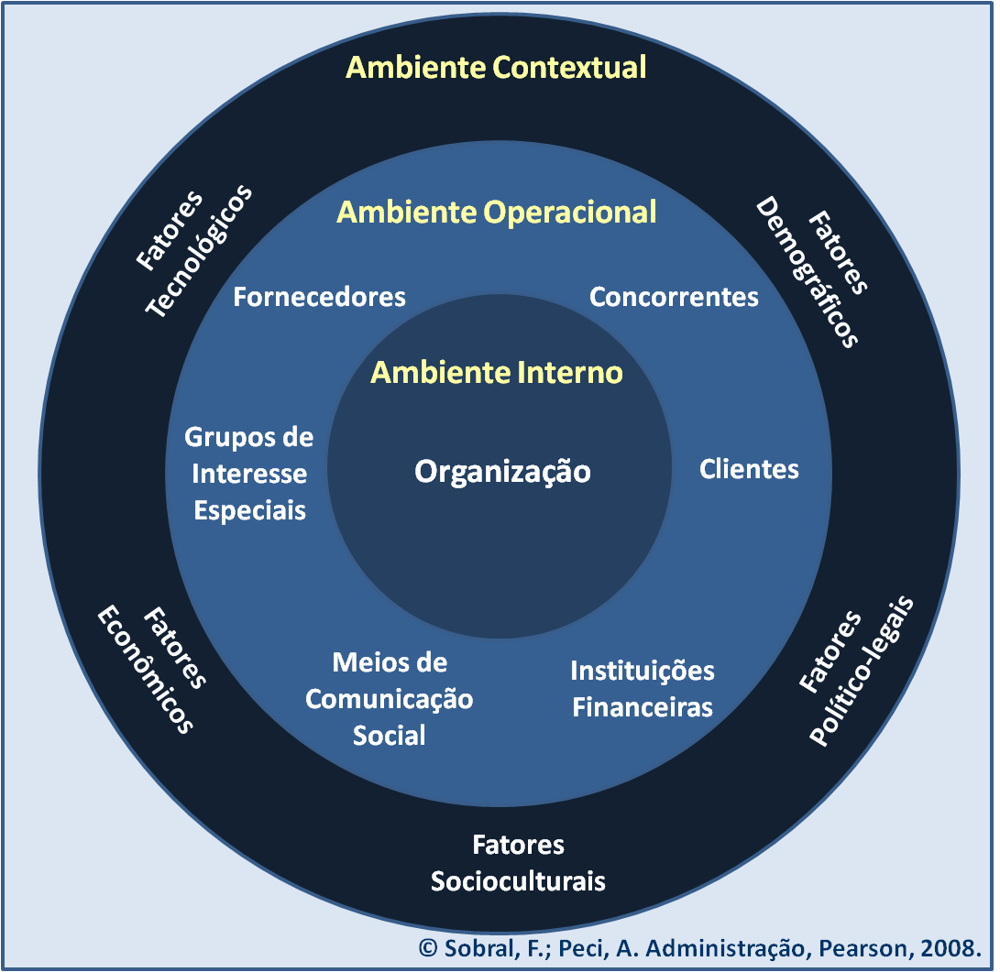 Ambiente Contextual
Fatores
Tecnológicos
Fatores
Demográficos
Ambiente Operacional
Fornecedores
Concorrentes
Ambiente Interno
Organização
Grupos de
Interesse
Especiais
Clientes
Fatores
Econômicos
Meios de
Comunicação
Social
Instituições
Financeiras
Fatores
Político-legais
Fatores
Socioculturais
© Sobral, F.; Peci, A. Administração, Pearson, 2008.